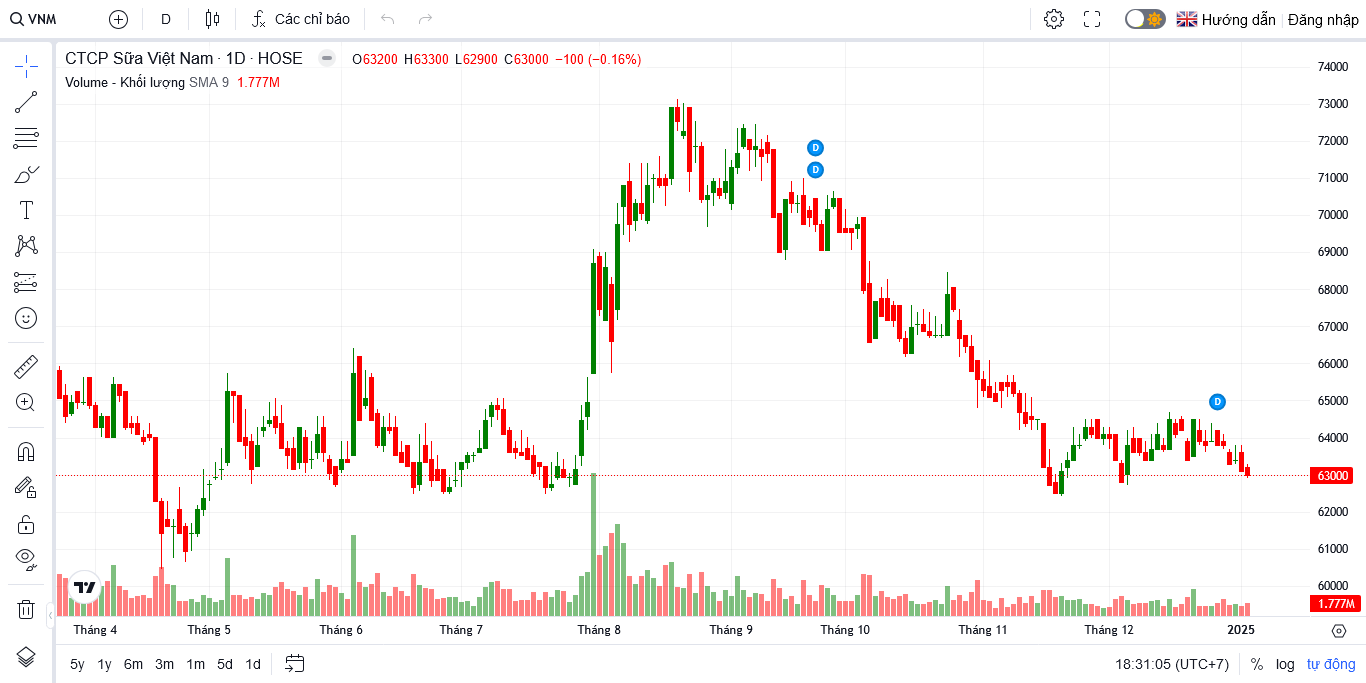 VNM D Các chỉ báo Hướng dẫn Đăng nhập
CTCP Sữa Việt Nam · 1D · HOSE O63200 H63300 L62900 C63000 −100 (−0.16%)
Volume - Khối lượng SMA 9 1.777M
74000
73000
72000
71000
70000
69000
68000
67000
66000
65000
64000
63000
62000
61000
60000
1.777M
D
D
D
Tháng 4 Tháng 5 Tháng 6 Tháng 7 Tháng 8 Tháng 9 Tháng 10 Tháng 11 Tháng 12 2025
5y 1y 6m 3m 1m 5d 1d 18:31:05 (UTC+7) % log tự động